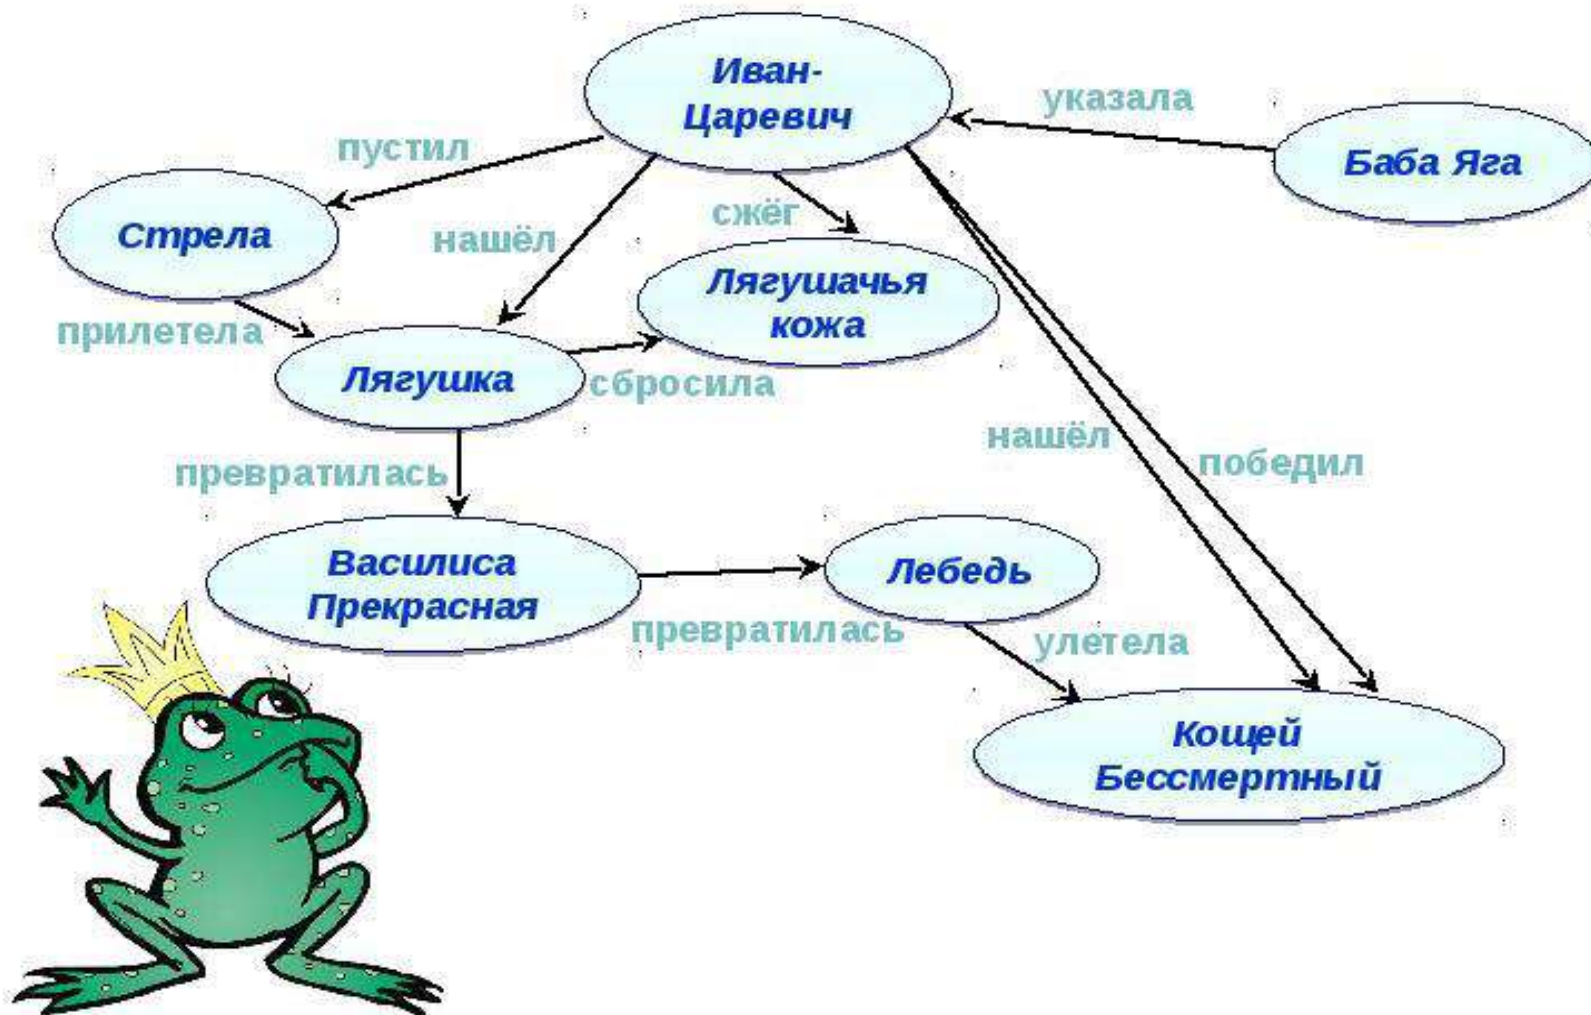 Иван-
Царевич
указала
Баба Яга
пустил
Стрела
нашёл
сжёг
Лягушачья
кожа
прилетела
Лягушка
сбросила
нашёл
победил
превратилась
Василиса
Прекрасная
Лебедь
превратилась
улетела
Кощей
Бессмертный